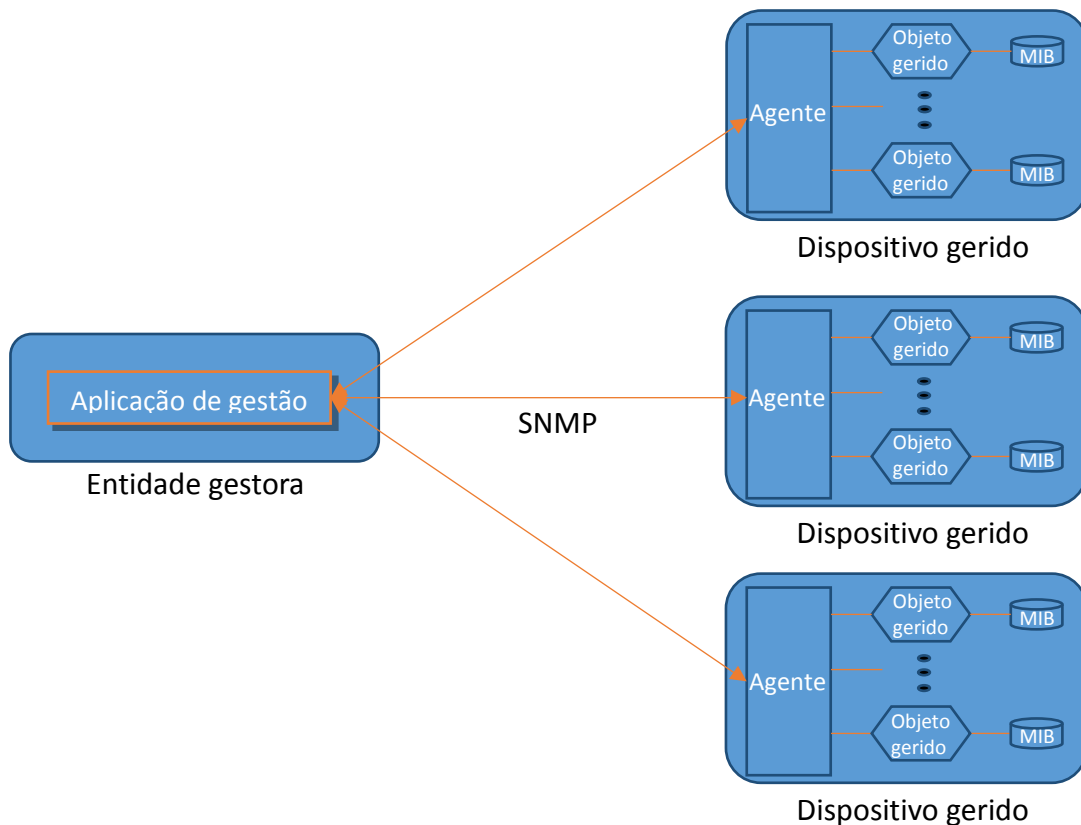 Objeto
gerido
MIB
Agente
Objeto
gerido
MIB
Dispositivo gerido
Objeto
gerido
MIB
Agente
Objeto
gerido
MIB
Dispositivo gerido
Aplicação de gestão
SNMP
Entidade gestora
Objeto
gerido
MIB
Agente
Objeto
gerido
MIB
Dispositivo gerido